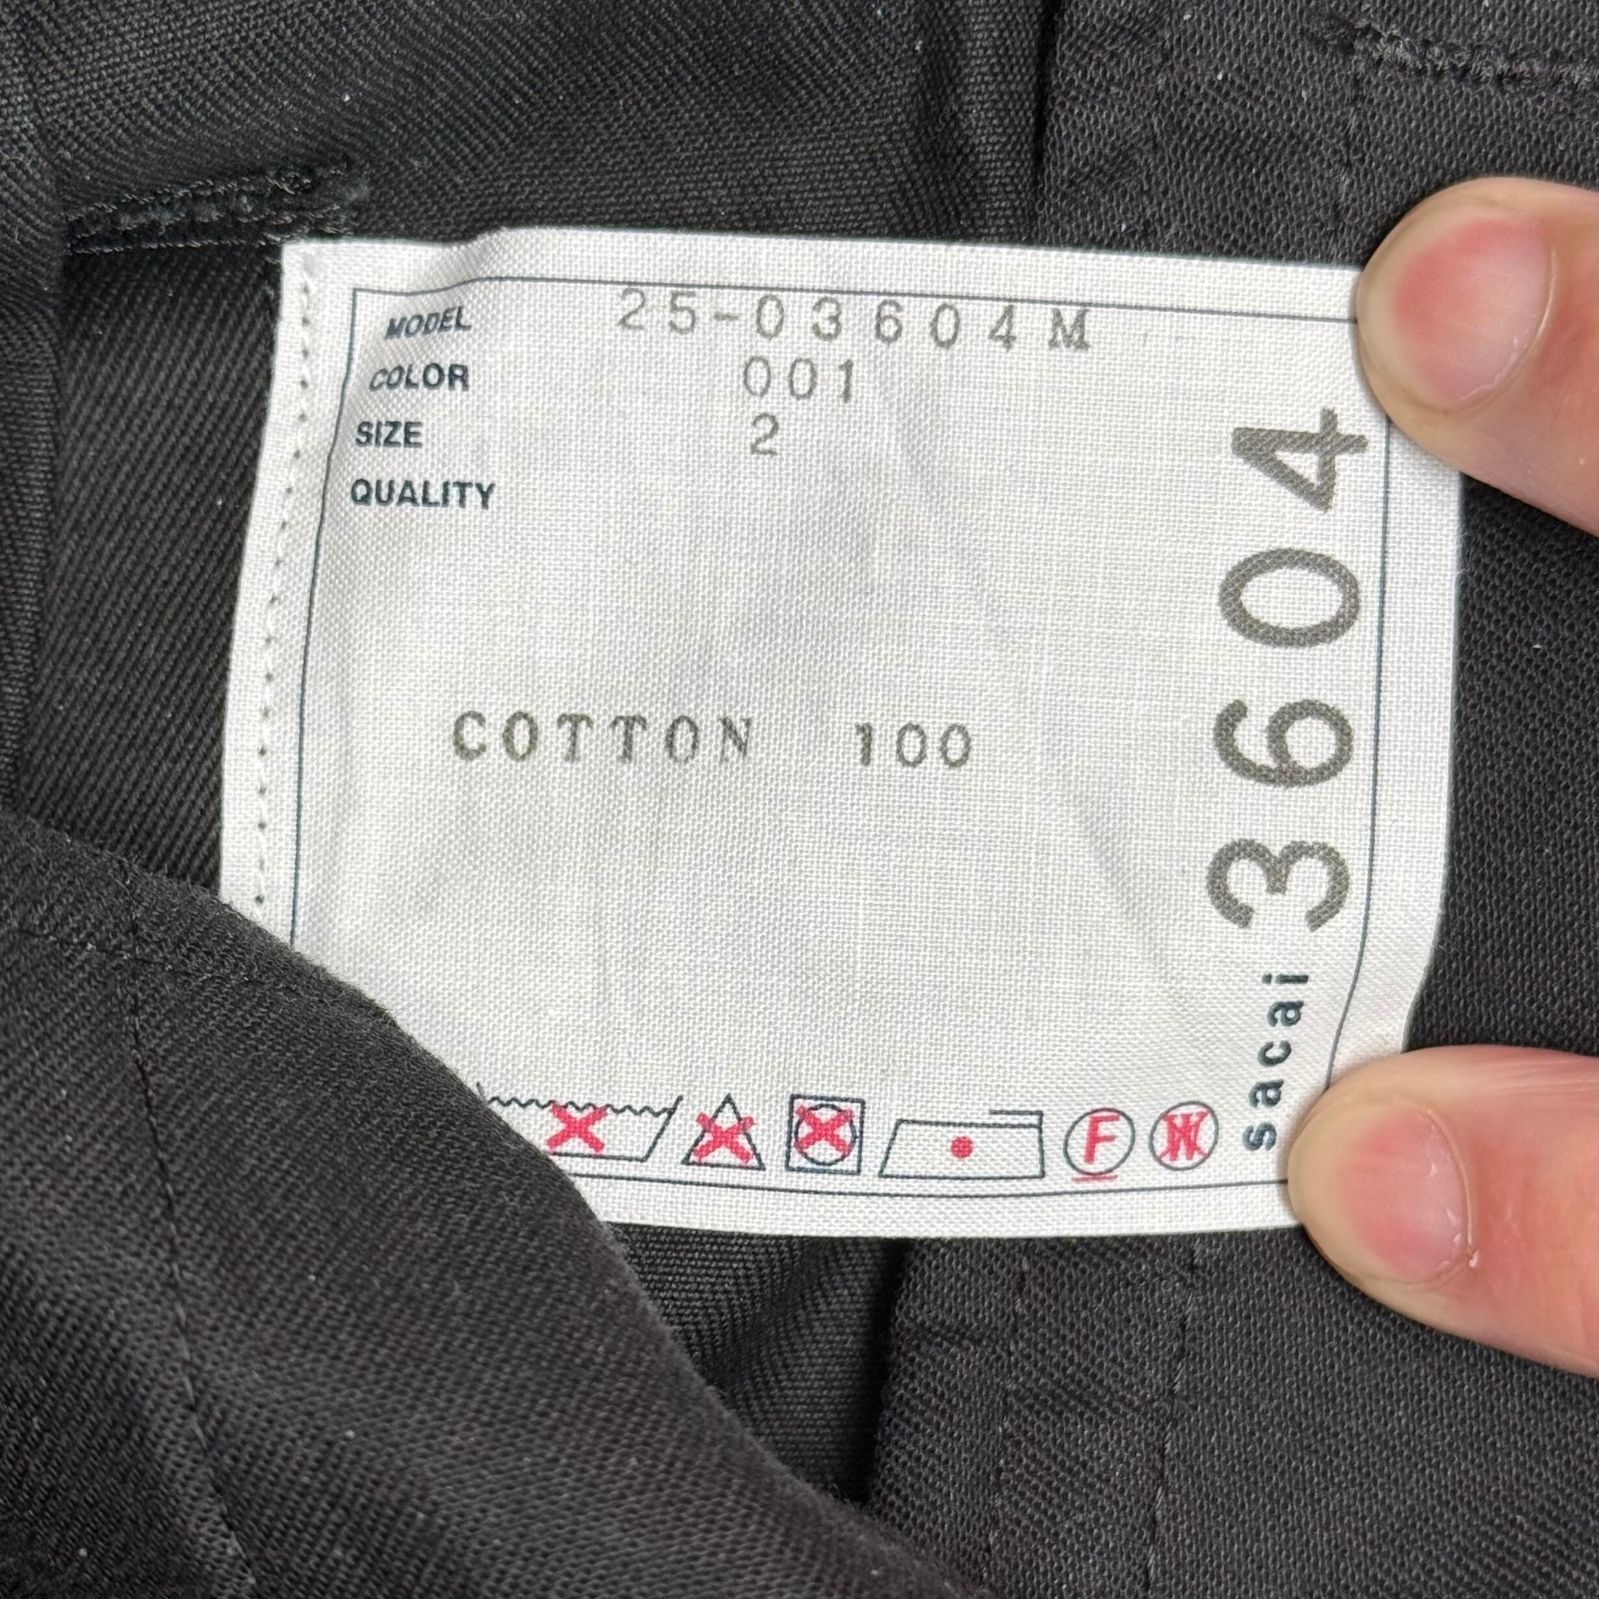 MODEL 25-03604M
COLOR 001
SIZE 2
QUALITY
COTTON 100
F
W
sacai 3604